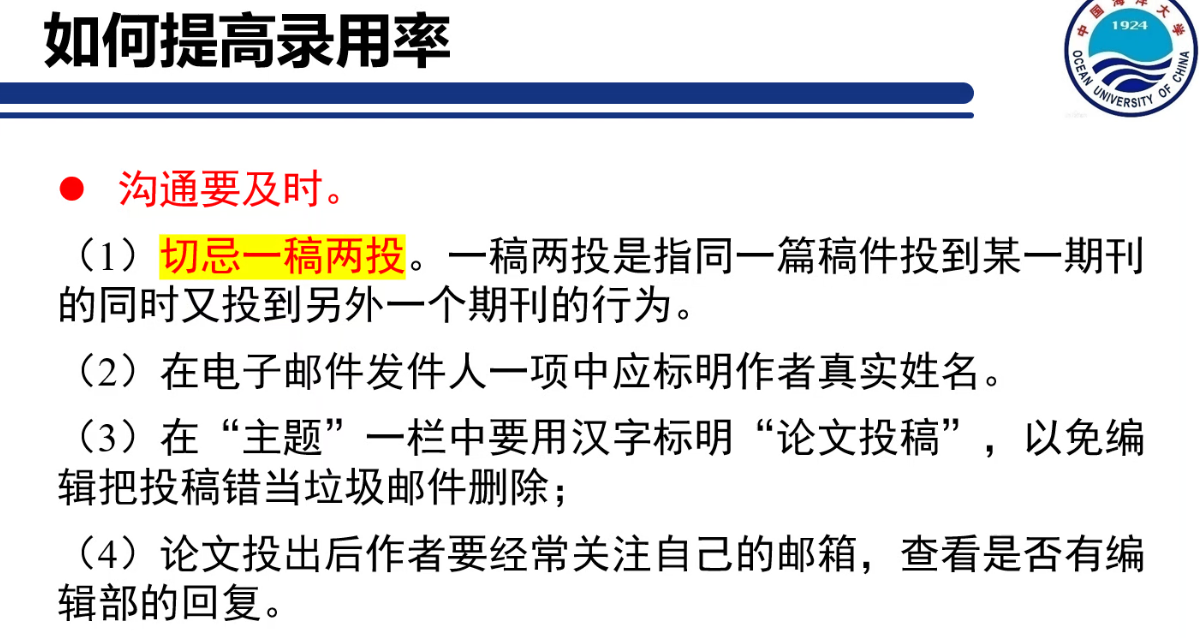 如何提高录用率
中国海洋大学
1924
OCEAN UNIVERSITY OF CHINA
● 沟通要及时。
（1）切忌一稿两投。一稿两投是指同一篇稿件投到某一期刊
的同时又投到另外一个期刊的行为。
（2）在电子邮件发件人一项中应标明作者真实姓名。
（3）在“主题”一栏中要用汉字标明“论文投稿”，以免编
辑把投稿错当垃圾邮件删除；
（4）论文投出后作者要经常关注自己的邮箱，查看是否有编
辑部的回复。